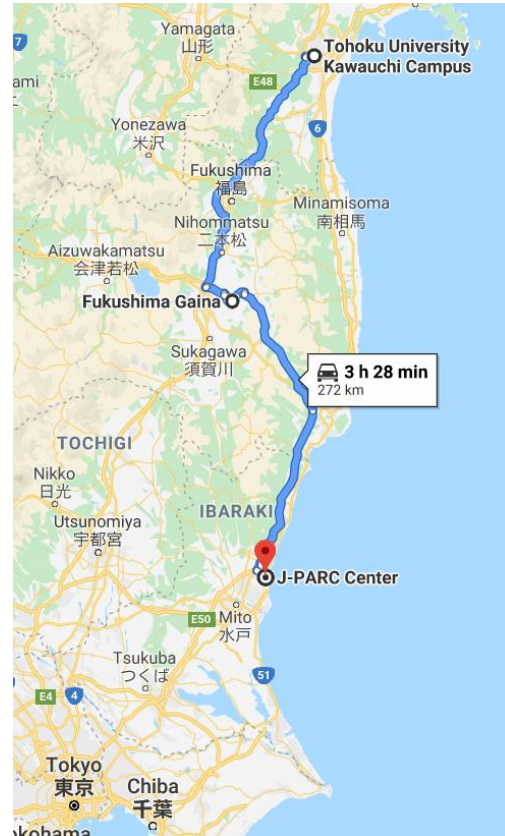 Yamagata
山形
7
Tohoku University
Kawauchi Campus
E48
6
Yonezawa
米沢
Fukushima
福島
Minamisoma
南相馬
Nihommatsu
二本松
Aizuwakamatsu
会津若松
Fukushima Gaina
Sukagawa
須賀川
3 h 28 min
272 km
TOCHIGI
Nikko
日光
IBARAKI
Utsunomiya
宇都宮
J-PARC Center
E50
Mito
水戸
Tsukuba
つくば
51
E4
4
Tokyo
東京
Chiba
千葉
okohama